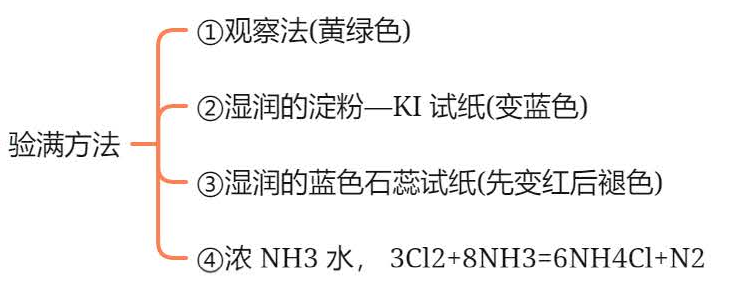 ①观察法(黄绿色)
②湿润的淀粉—KI 试纸(变蓝色)
验满方法
③湿润的蓝色石蕊试纸(先变红后褪色)
④浓 NH3 水， 3Cl2+8NH3=6NH4Cl+N2